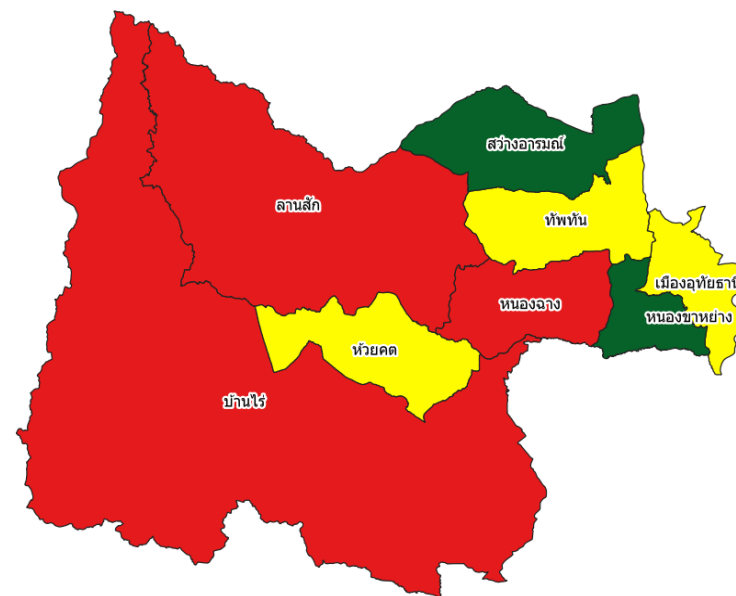 สว่างอารมณ์
ลานสัก
ทัพทัน
เมืองอุทัยธานี
หนองฉาง
หนองขาหย่าง
ห้วยคต
บ้านไร่